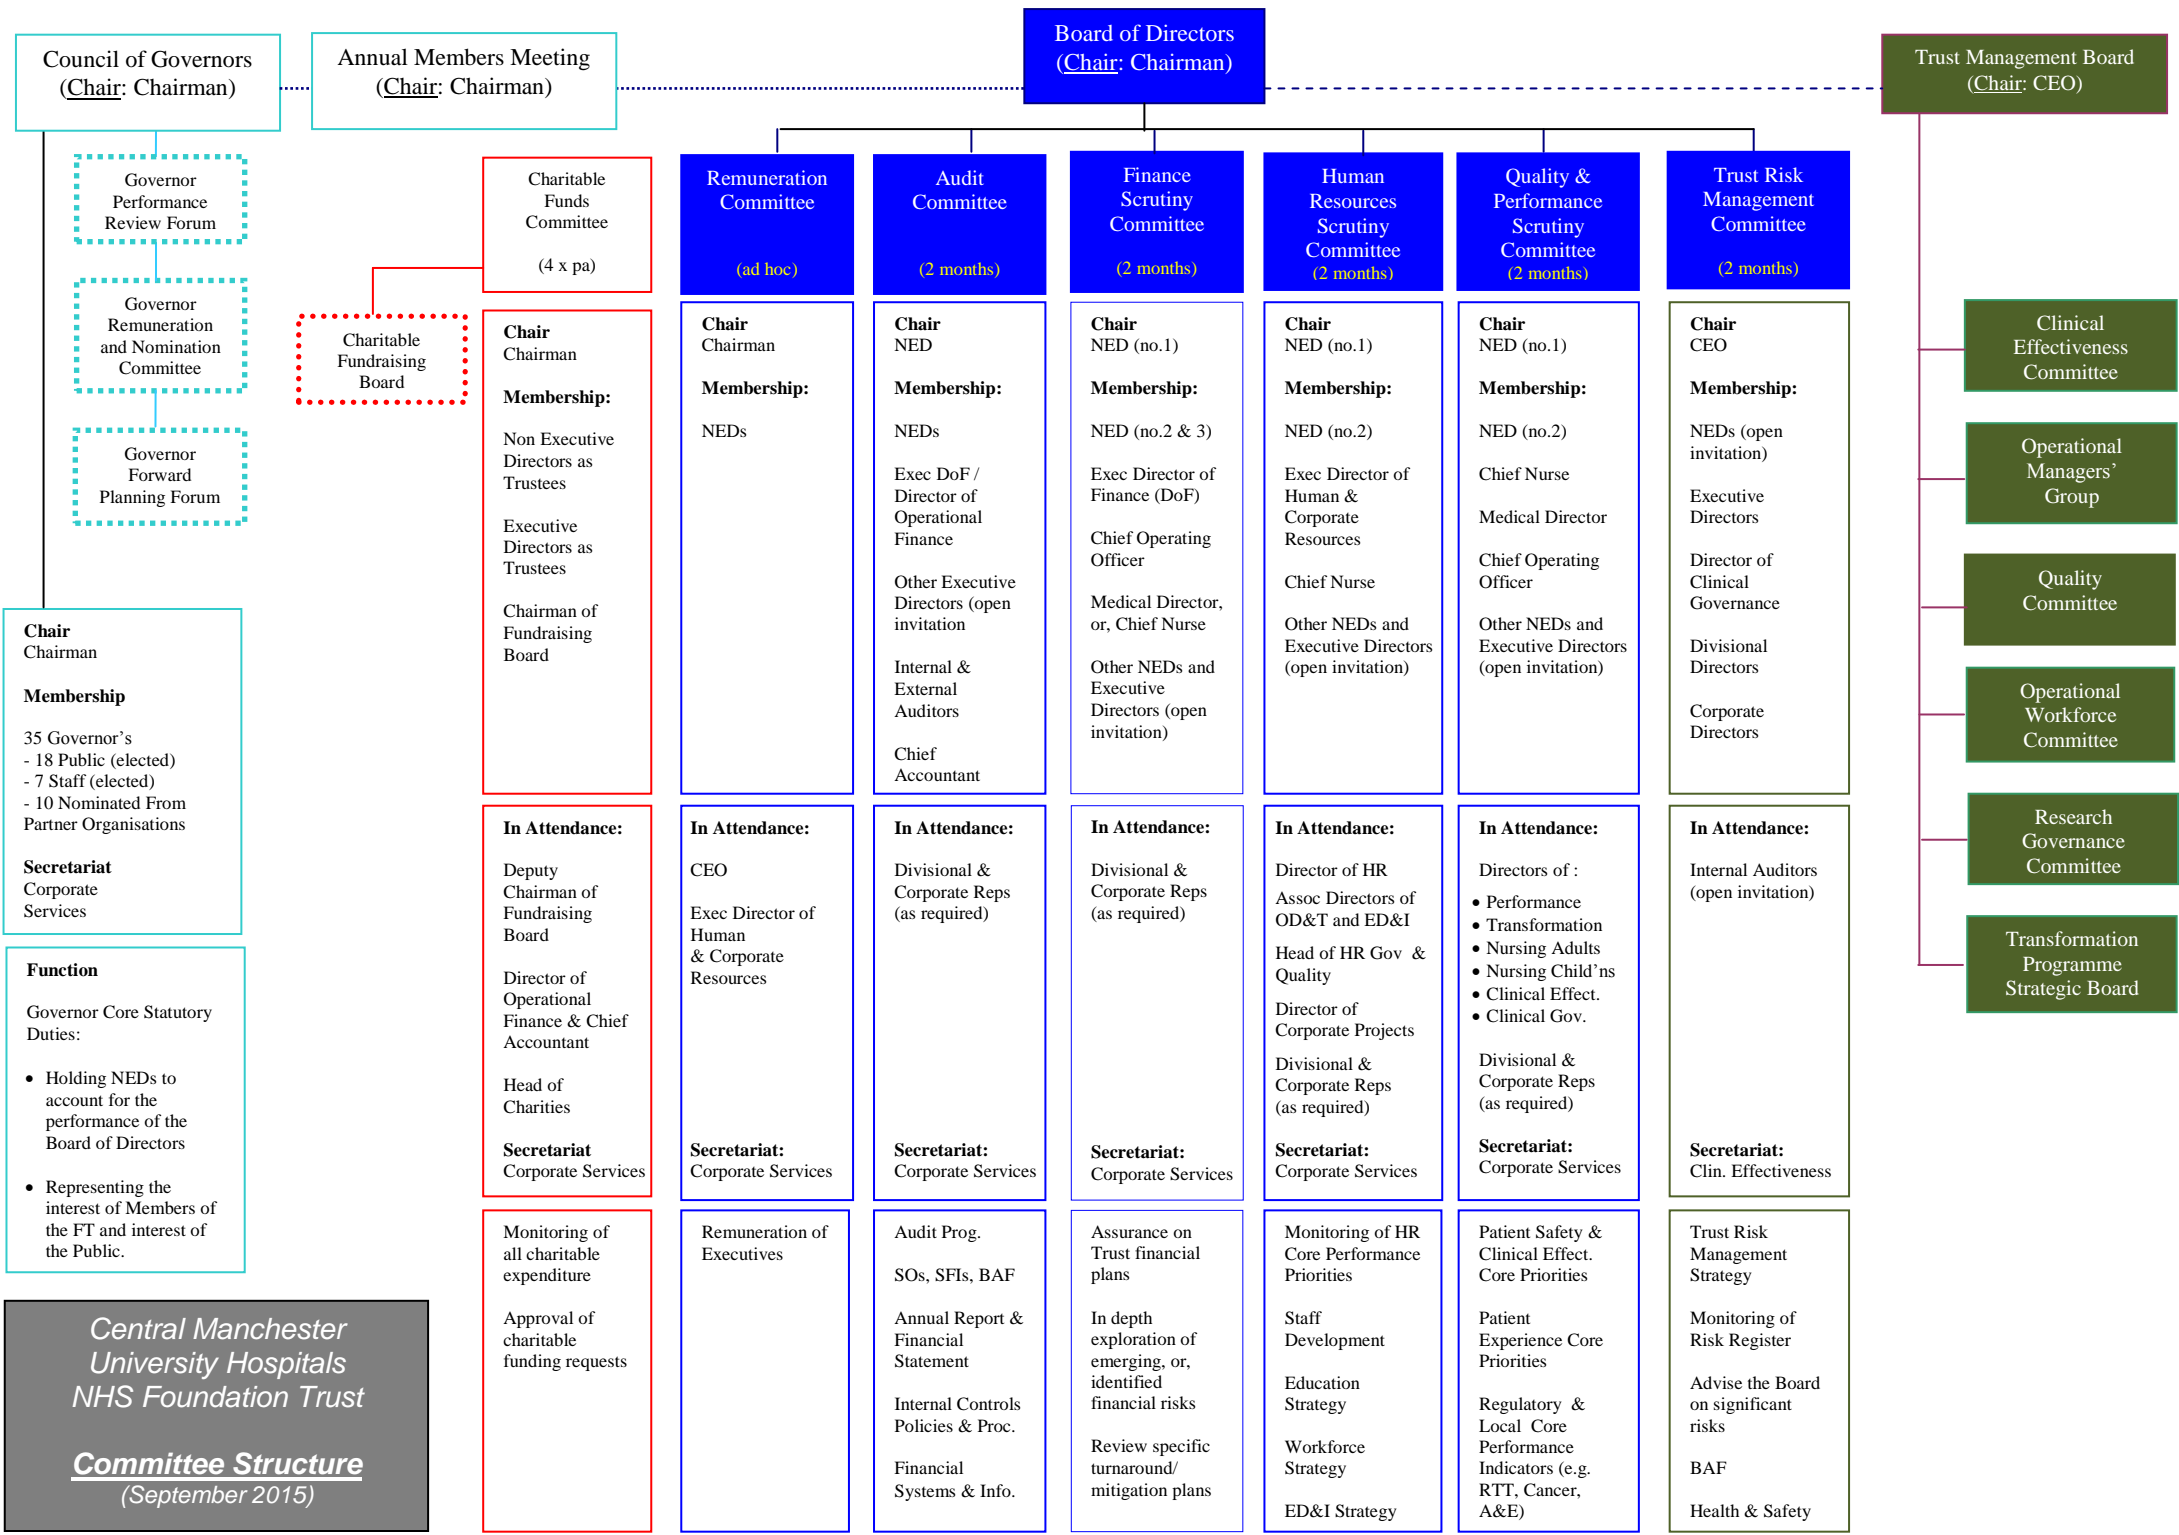 Council of Governors
(Chair: Chairman)
Annual Members Meeting
(Chair: Chairman)
Board of Directors
(Chair: Chairman)
Trust Management Board
(Chair: CEO)
Governor
Performance
Review Forum
Governor
Remuneration
and Nomination
Committee
Governor
Forward
Planning Forum
Chair
Chairman
Membership
35 Governor’s
- 18 Public (elected)
- 7 Staff (elected)
- 10 Nominated From
Partner Organisations
Secretariat
Corporate
Services
Function
Governor Core Statutory
Duties:
• Holding NEDs to
account for the
performance of the
Board of Directors
• Representing the
interest of Members of
the FT and interest of
the Public.
Central Manchester
University Hospitals
NHS Foundation Trust
Committee Structure
(September 2015)
Charitable
Fundraising
Board
Charitable
Funds
Committee
(4 x pa)
Chair
Chairman
Membership:
Non Executive
Directors as
Trustees
Executive
Directors as
Trustees
Chairman of
Fundraising
Board
In Attendance:
Deputy
Chairman of
Fundraising
Board
Director of
Operational
Finance & Chief
Accountant
Head of
Charities
Secretariat
Corporate Services
Monitoring of
all charitable
expenditure
Approval of
charitable
funding requests
Remuneration
Committee
(ad hoc)
Chair
Chairman
Membership:
NEDs
In Attendance:
CEO
Exec Director of
Human
& Corporate
Resources
Secretariat:
Corporate Services
Remuneration of
Executives
Audit
Committee
(2 months)
Chair
NED
Membership:
NEDs
Exec DoF /
Director of
Operational
Finance
Other Executive
Directors (open
invitation
Internal &
External
Auditors
Chief
Accountant
In Attendance:
Divisional &
Corporate Reps
(as required)
Secretariat:
Corporate Services
Audit Prog.
SOs, SFIs, BAF
Annual Report &
Financial
Statement
Internal Controls
Policies & Proc.
Financial
Systems & Info.
Finance
Scrutiny
Committee
(2 months)
Chair
NED (no.1)
Membership:
NED (no.2 & 3)
Exec Director of
Finance (DoF)
Chief Operating
Officer
Medical Director,
or, Chief Nurse
Other NEDs and
Executive
Directors (open
invitation)
In Attendance:
Divisional &
Corporate Reps
(as required)
Secretariat:
Corporate Services
Assurance on
Trust financial
plans
In depth
exploration of
emerging, or,
identified
financial risks
Review specific
turnaround/
mitigation plans
Human
Resources
Scrutiny
Committee
(2 months)
Chair
NED (no.1)
Membership:
NED (no.2)
Exec Director of
Human &
Corporate
Resources
Chief Nurse
Other NEDs and
Executive Directors
(open invitation)
In Attendance:
Director of HR
Assoc Directors of
OD&T and ED&I
Head of HR Gov &
Quality
Director of
Corporate Projects
Divisional &
Corporate Reps
(as required)
Secretariat:
Corporate Services
Monitoring of HR
Core Performance
Priorities
Staff
Development
Education
Strategy
Workforce
Strategy
ED&I Strategy
Quality &
Performance
Scrutiny
Committee
(2 months)
Chair
NED (no.1)
Membership:
NED (no.2)
Chief Nurse
Medical Director
Chief Operating
Officer
Other NEDs and
Executive Directors
(open invitation)
In Attendance:
Directors of :
• Performance
• Transformation
• Nursing Adults
• Nursing Child’ns
• Clinical Effect.
• Clinical Gov.
Divisional &
Corporate Reps
(as required)
Secretariat:
Corporate Services
Patient Safety &
Clinical Effect.
Core Priorities
Patient
Experience Core
Priorities
Regulatory &
Local Core
Performance
Indicators (e.g.
RTT, Cancer,
A&E)
Trust Risk
Management
Committee
(2 months)
Chair
CEO
Membership:
NEDs (open
invitation)
Executive
Directors
Director of
Clinical
Governance
Divisional
Directors
Corporate
Directors
In Attendance:
Internal Auditors
(open invitation)
Secretariat:
Clin. Effectiveness
Trust Risk
Management
Strategy
Monitoring of
Risk Register
Advise the Board
on significant
risks
BAF
Health & Safety
Clinical
Effectiveness
Committee
Operational
Managers’
Group
Quality
Committee
Operational
Workforce
Committee
Research
Governance
Committee
Transformation
Programme
Strategic Board